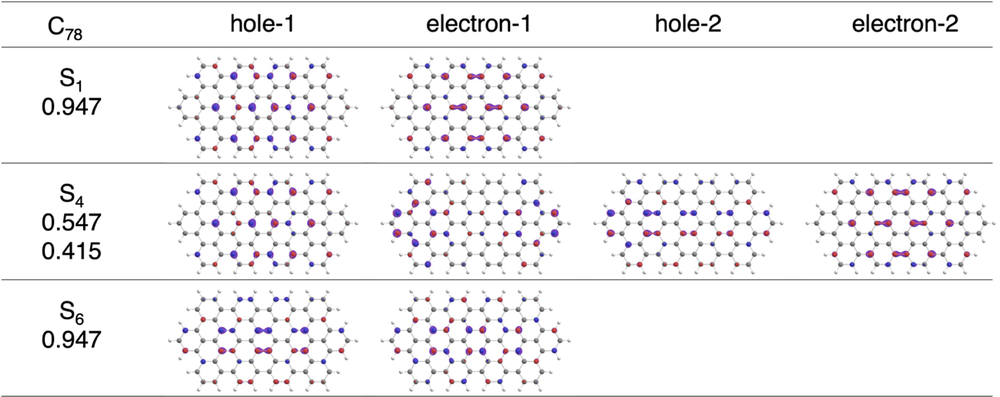 C₇₈ hole-1 electron-1 hole-2 electron-2
S₁
0.947
S₄
0.547
0.415
S₆
0.947